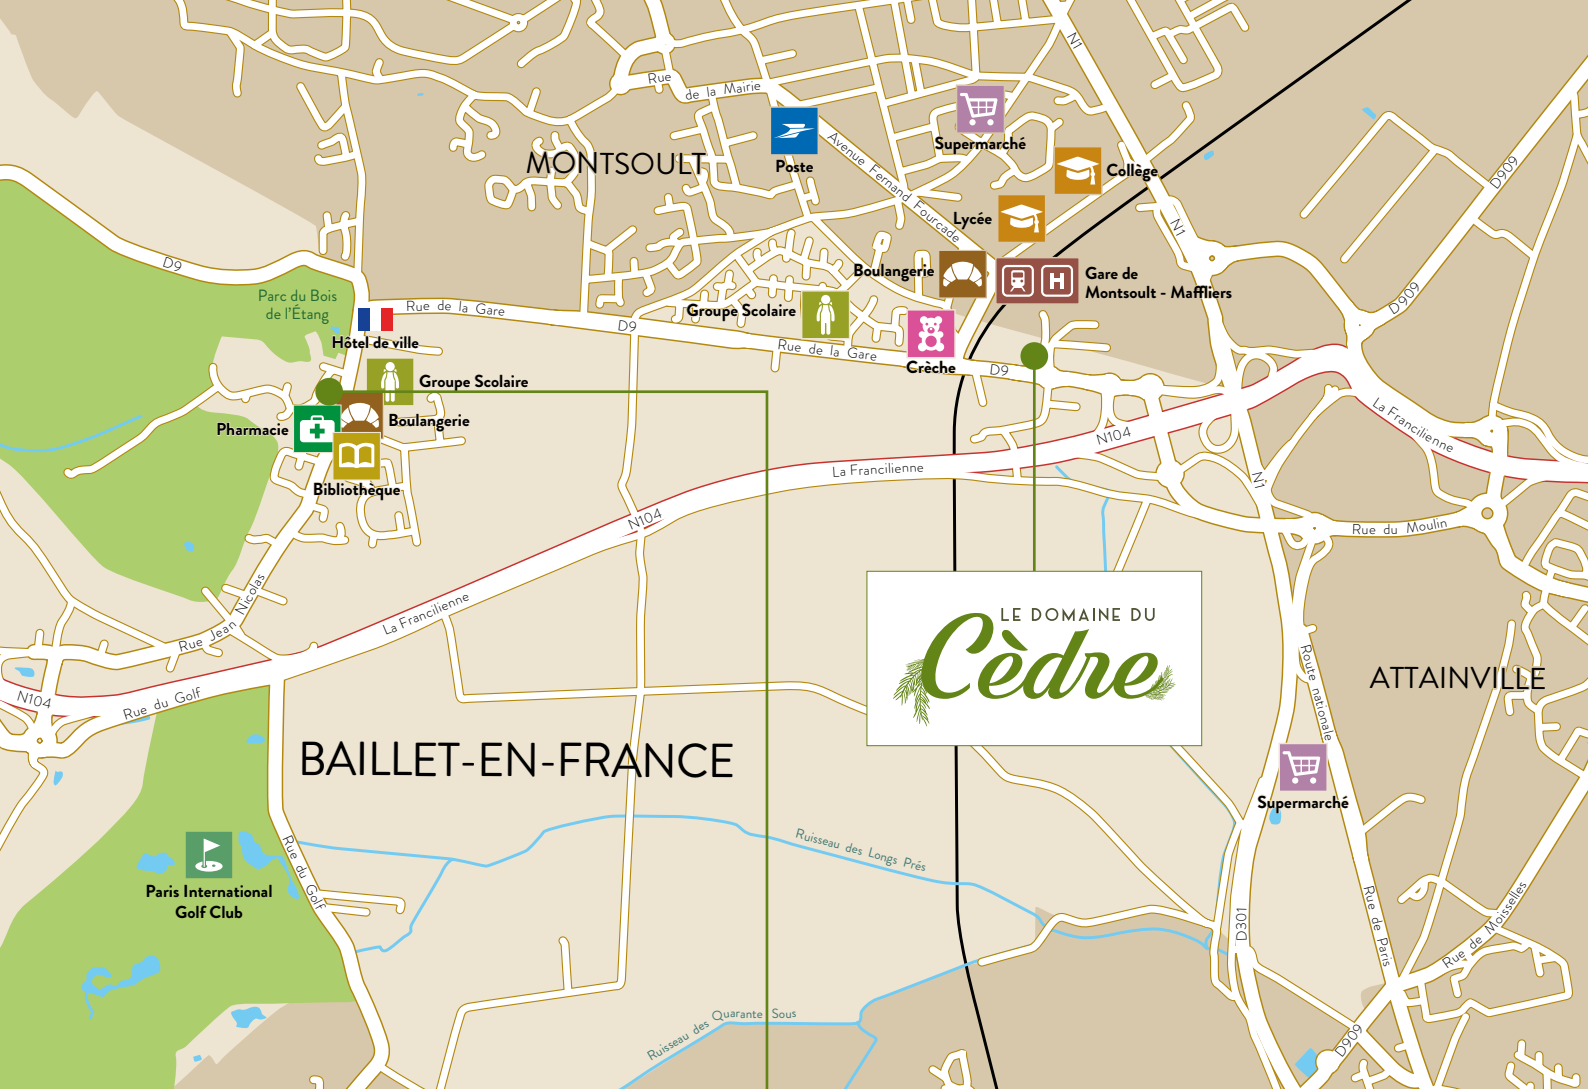 N1
Rue
de la Mairie
Supermarché
Avenue Fernand Fourcade
MONTSOULT
Poste
Collège
D909
Lycée
N1
D9
Boulangerie
Gare de
Montsoult - Maffliers
H
Parc du Bois
de l'Étang
Rue de la Gare
D909
Groupe Scolaire
D9
Hôtel de ville
Rue de la Gare
Crèche
D9
Groupe Scolaire
Boulangerie
Pharmacie
La Francilienne
N104
La Francilienne
Bibliothèque
N1
N104
Rue du Moulin
Rue Jean Nicolas
La Francilienne
LE DOMAINE DU
Cèdre
Route nationale
ATTAINVILLE
N104
Rue du Golf
BAILLET-EN-FRANCE
Supermarché
Ruisseau des Longs Prés
Rue du Golf
Paris International
Golf Club
D301
Rue de Paris
Rue de Moisselles
Ruisseau des Quarante Sous
D909